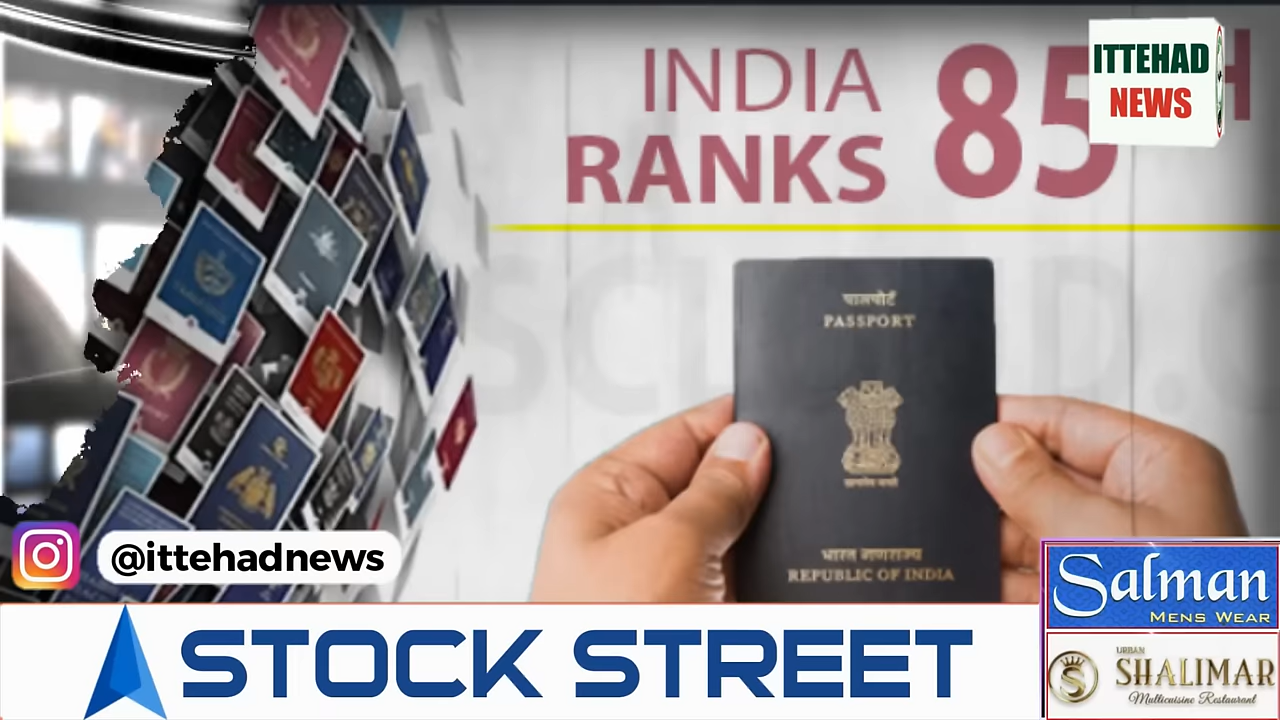 INDIA
RANKS 85
ITTEHAD
NEWS
पासपोर्ट
PASSPORT
भारत गणराज्य
REPUBLIC OF INDIA
@ittehadnews
STOCK STREET
Salman
MENS WEAR
URBAN
SHALIMAR
Multicuisine Restaurant